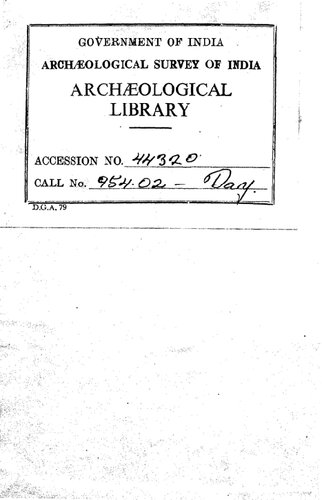 GOVERNMENT OF INDIA
ARCHÆOLOGICAL SURVEY OF INDIA
ARCHÆOLOGICAL
LIBRARY
ACCESSION NO. 44320
CALL No. 954.02 – Day.
D.G.A. 79